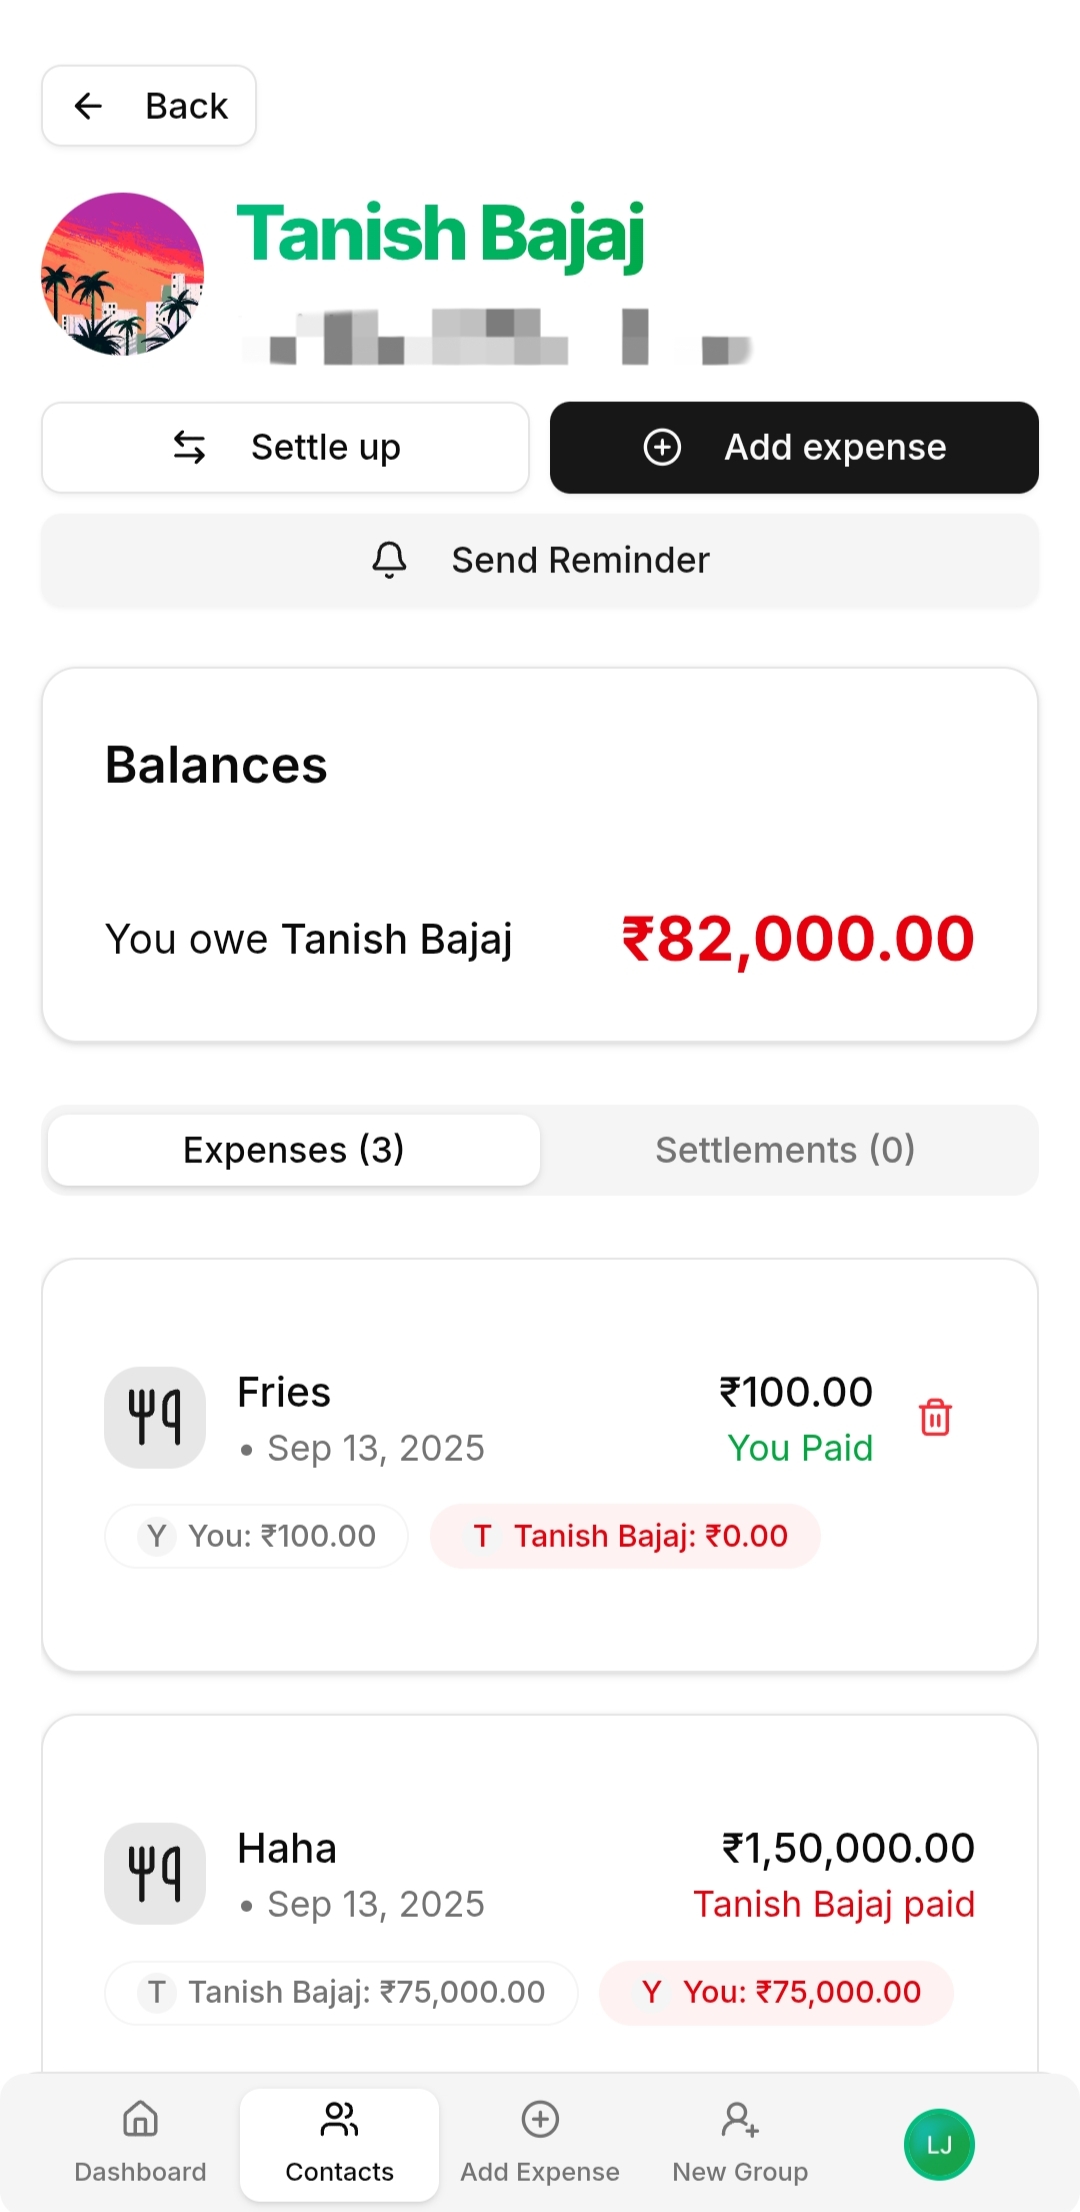 Back
Tanish Bajaj
Settle up
Add expense
Send Reminder
Balances
You owe Tanish Bajaj ₹82,000.00
Expenses (3)
Settlements (0)
Fries ₹100.00
• Sep 13, 2025 You Paid
Y You: ₹100.00 T Tanish Bajaj: ₹0.00
Haha ₹1,50,000.00
• Sep 13, 2025 Tanish Bajaj paid
T Tanish Bajaj: ₹75,000.00 Y You: ₹75,000.00
Dashboard Contacts Add Expense New Group LJ